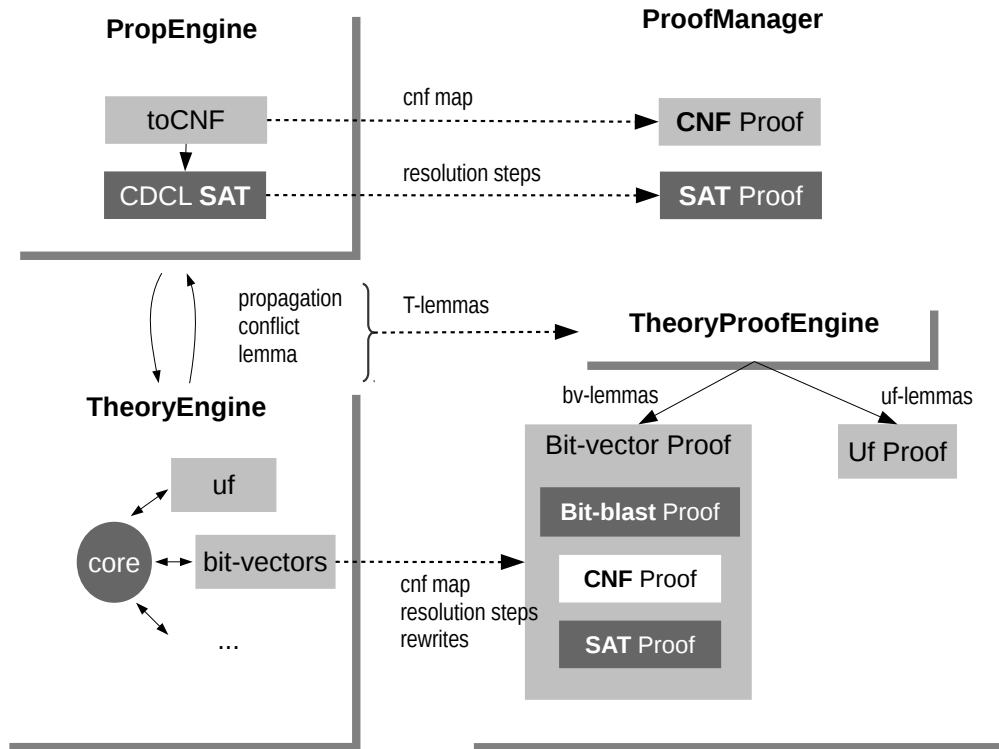 PropEngine
ProofManager
toCNF
cnf map
CNF Proof
CDCL SAT
resolution steps
SAT Proof
propagation
conflict
lemma
T-lemmas
TheoryProofEngine
TheoryEngine
bv-lemmas
uf-lemmas
Bit-vector Proof
Uf Proof
uf
Bit-blast Proof
core
bit-vectors
cnf map
resolution steps
rewrites
CNF Proof
SAT Proof
...